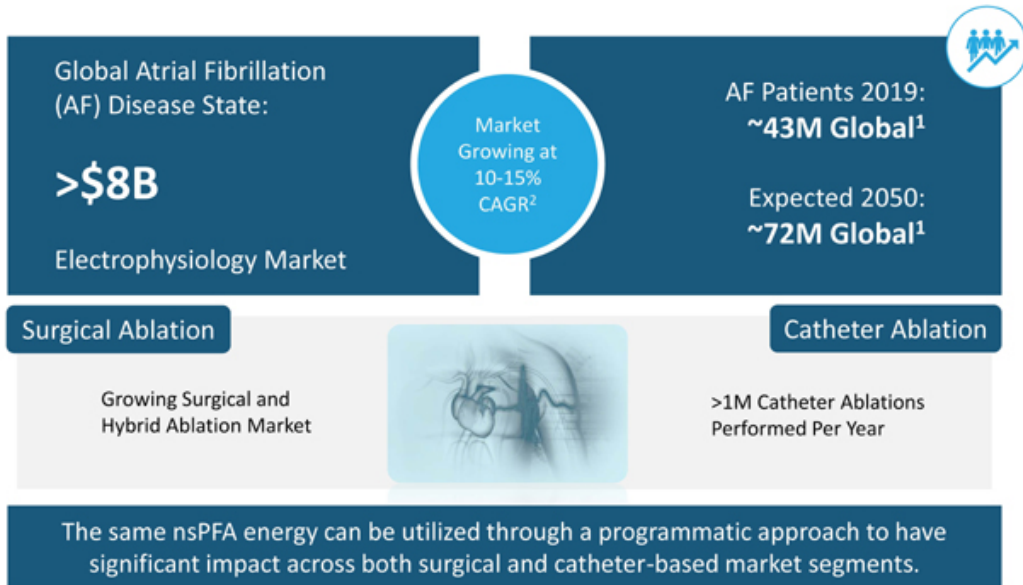 Global Atrial Fibrillation
(AF) Disease State:
>$8B
Electrophysiology Market
Market
Growing at
10-15%
CAGR²
AF Patients 2019:
~43M Global¹
Expected 2050:
~72M Global¹
Surgical Ablation
Growing Surgical and
Hybrid Ablation Market
Catheter Ablation
>1M Catheter Ablations
Performed Per Year
The same nsPFA energy can be utilized through a programmatic approach to have
significant impact across both surgical and catheter-based market segments.